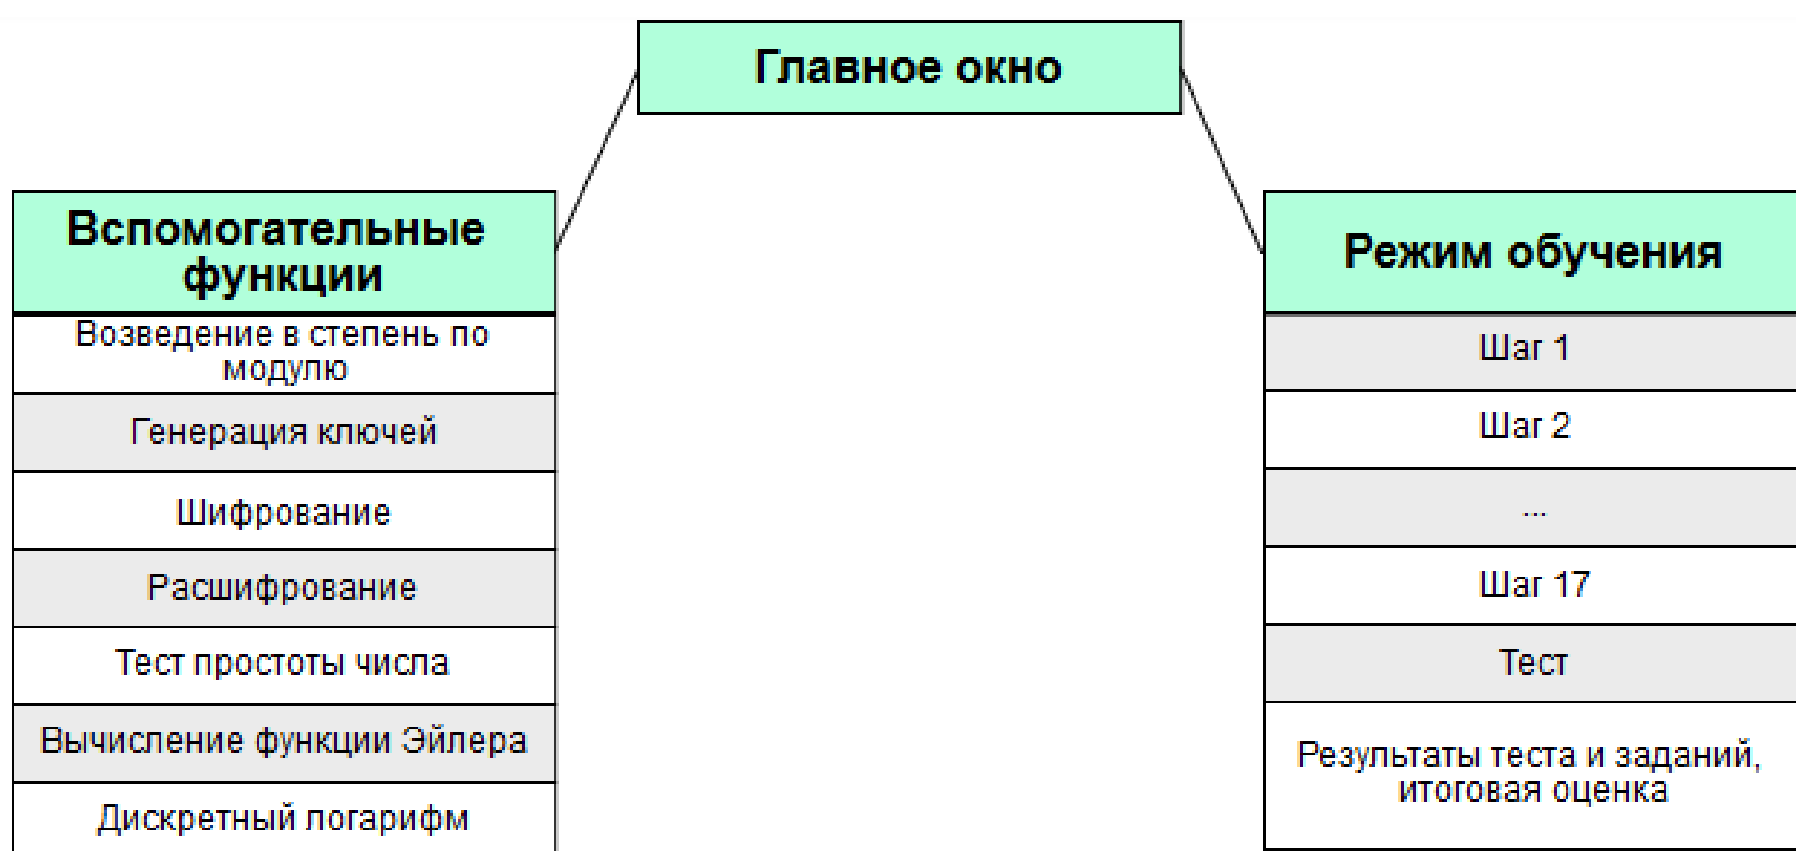 Главное окно
Вспомогательные
функции
Возведение в степень по
модулю
Генерация ключей
Шифрование
Расшифрование
Тест простоты числа
Вычисление функции Эйлера
Дискретный логарифм
Режим обучения
Шаг 1
Шаг 2
...
Шаг 17
Тест
Результаты теста и заданий,
итоговая оценка